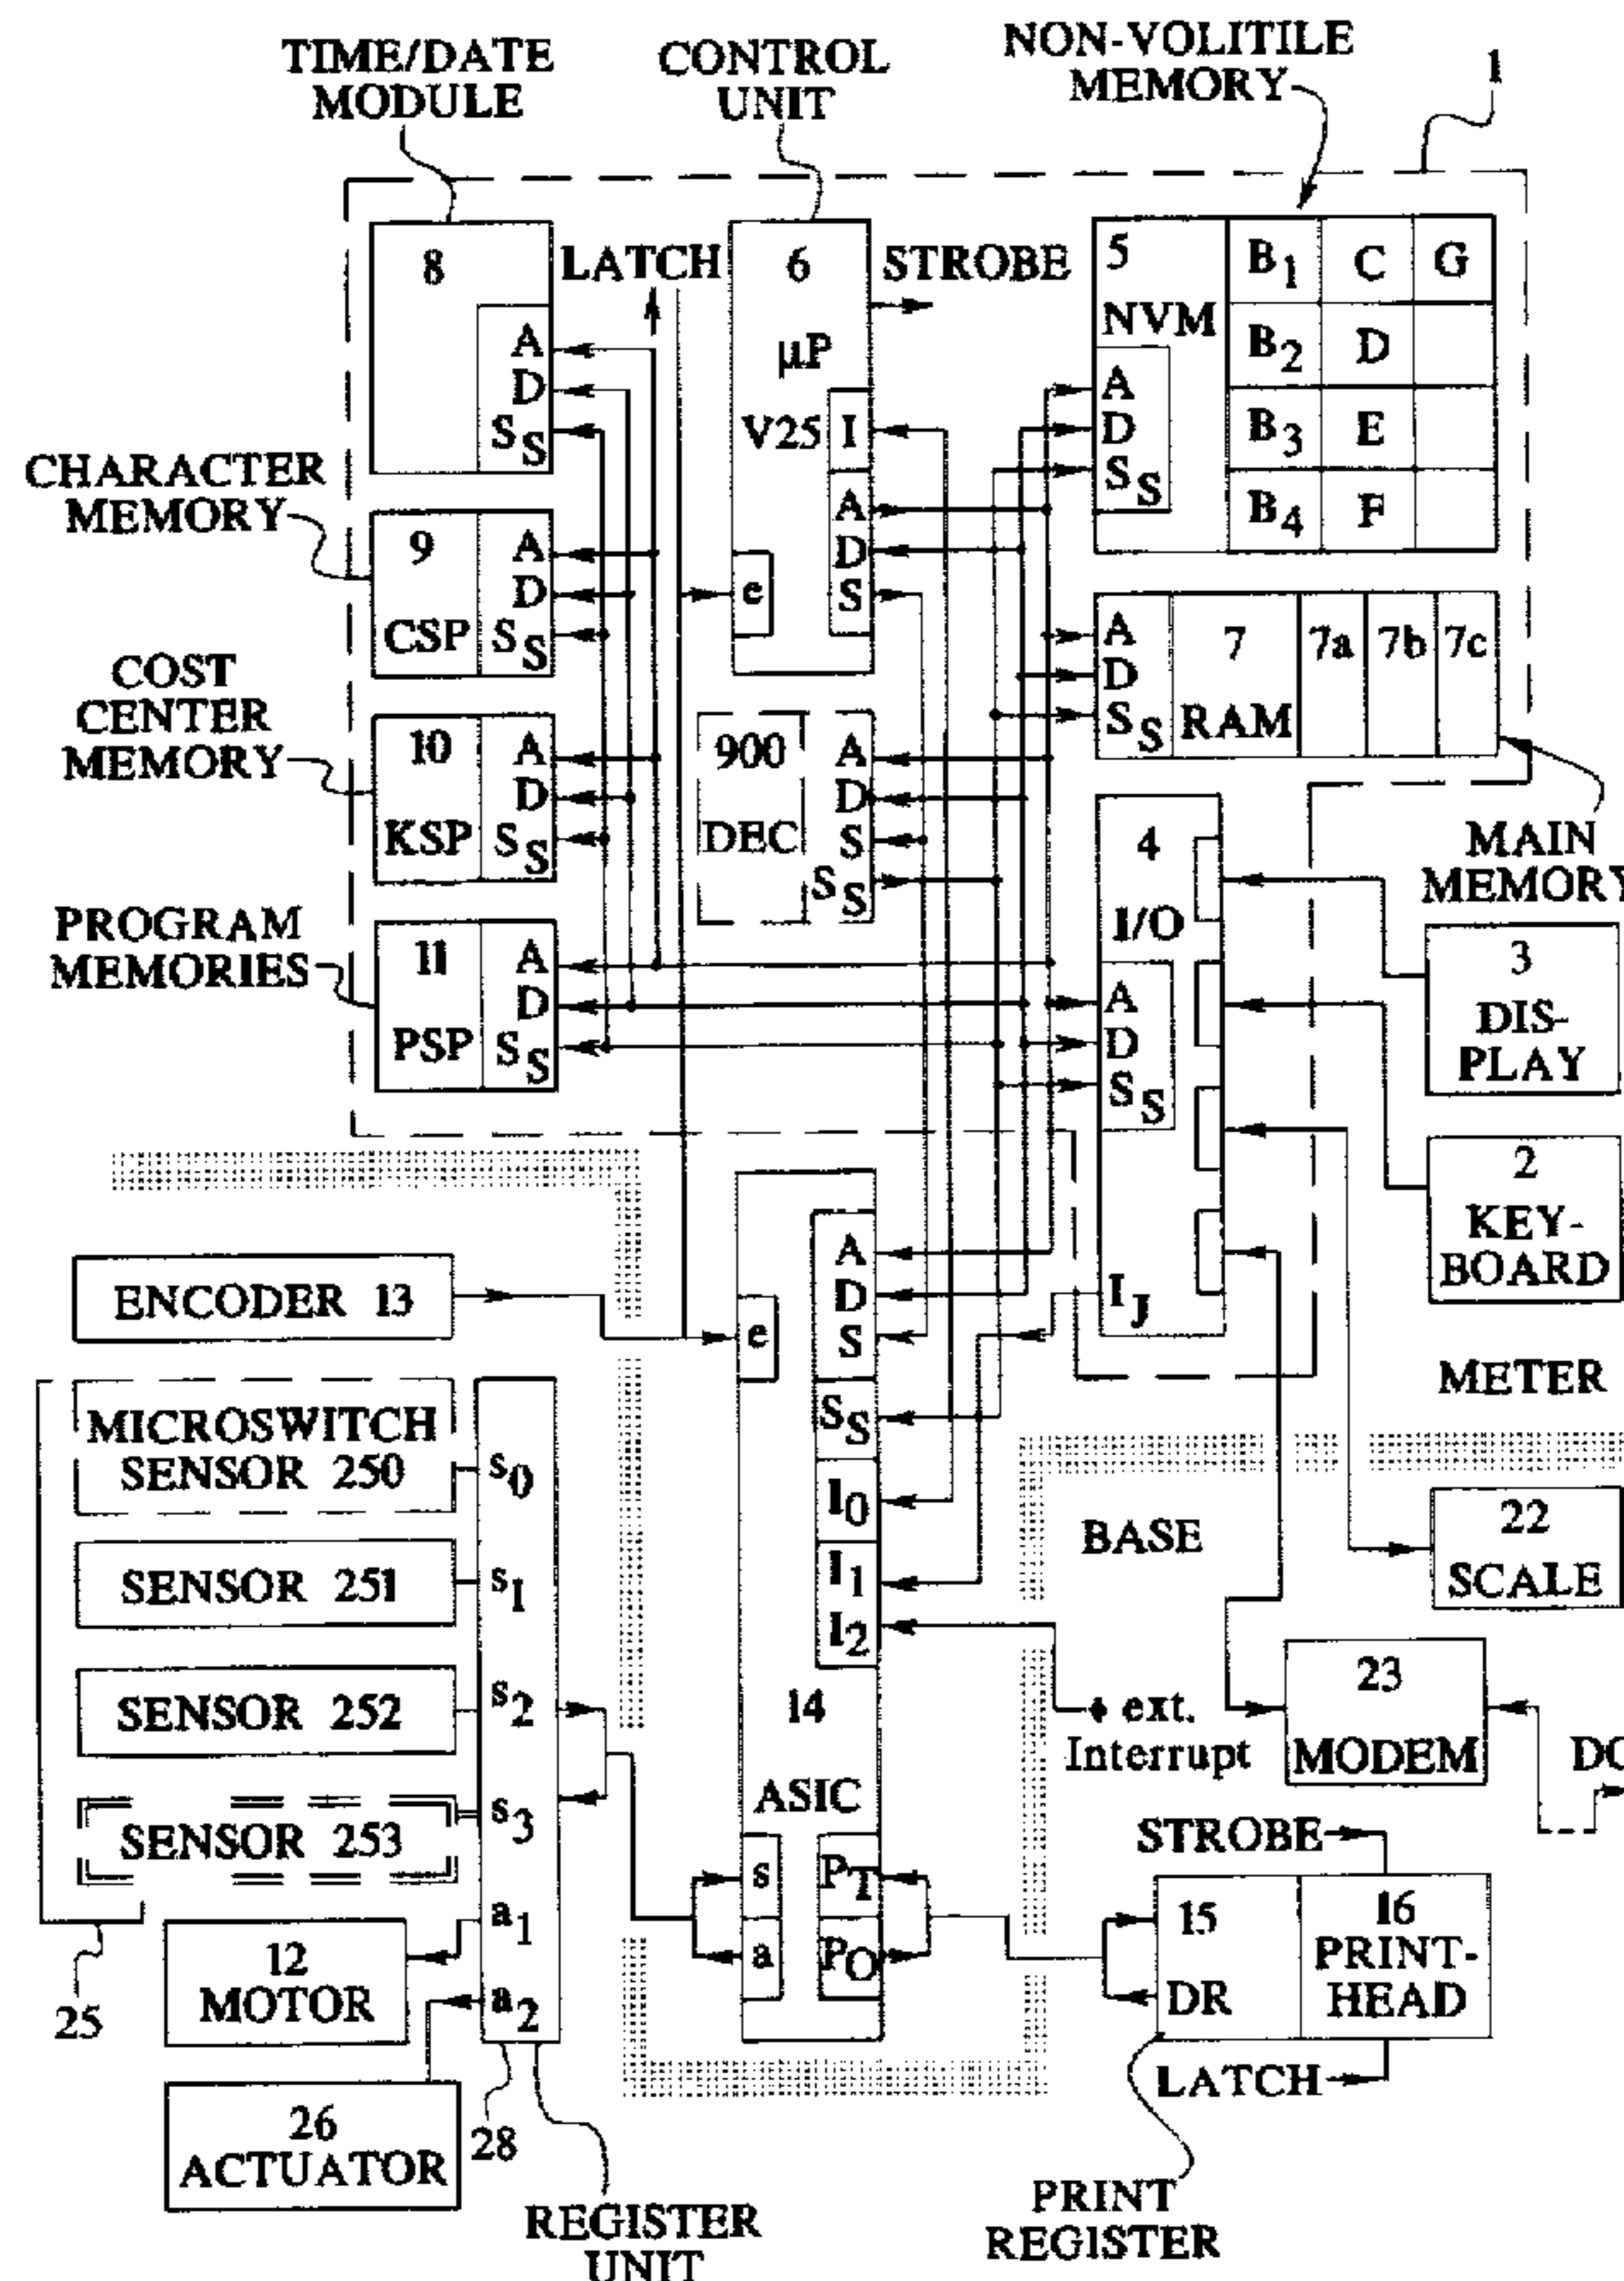 TIME/DATE
MODULE
CONTROL
UNIT
NON-VOLITILE
MEMORY
1
8
A
D
SS
LATCH
6
µP
V25
I
A
D
S
e
STROBE
5
NVM
A
D
SS
B1 C G
B2 D
B3 E
B4 F
CHARACTER
MEMORY
9
CSP
A
D
SS
7
RAM
A
D
SS
7a 7b 7c
COST
CENTER
MEMORY
10
KSP
A
D
SS
900
DEC
A
D
S
SS
MAIN
4
I/O
A
D
SS
IJ
PROGRAM
MEMORIES
11
PSP
A
D
SS
3
DIS-
PLAY
2
KEY-
BOARD
METER
ENCODER 13
e
A
D
S
SS
I0
I1
I2
14
ASIC
s
a
PT
PO
MICROSWITCH
SENSOR 250
SENSOR 251
SENSOR 252
SENSOR 253
s0
s1
s2
s3
a1
a2
BASE
22
SCALE
ext.
Interrupt
23
MODEM
25
12
MOTOR
26
ACTUATOR
28
REGISTER
UNIT
STROBE
15
DR
16
PRINT-
HEAD
LATCH
PRINT
REGISTER